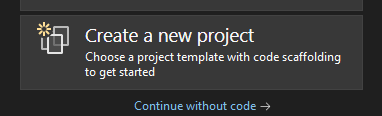 Create a new project
Choose a project template with code scaffolding
to get started
Continue without code →